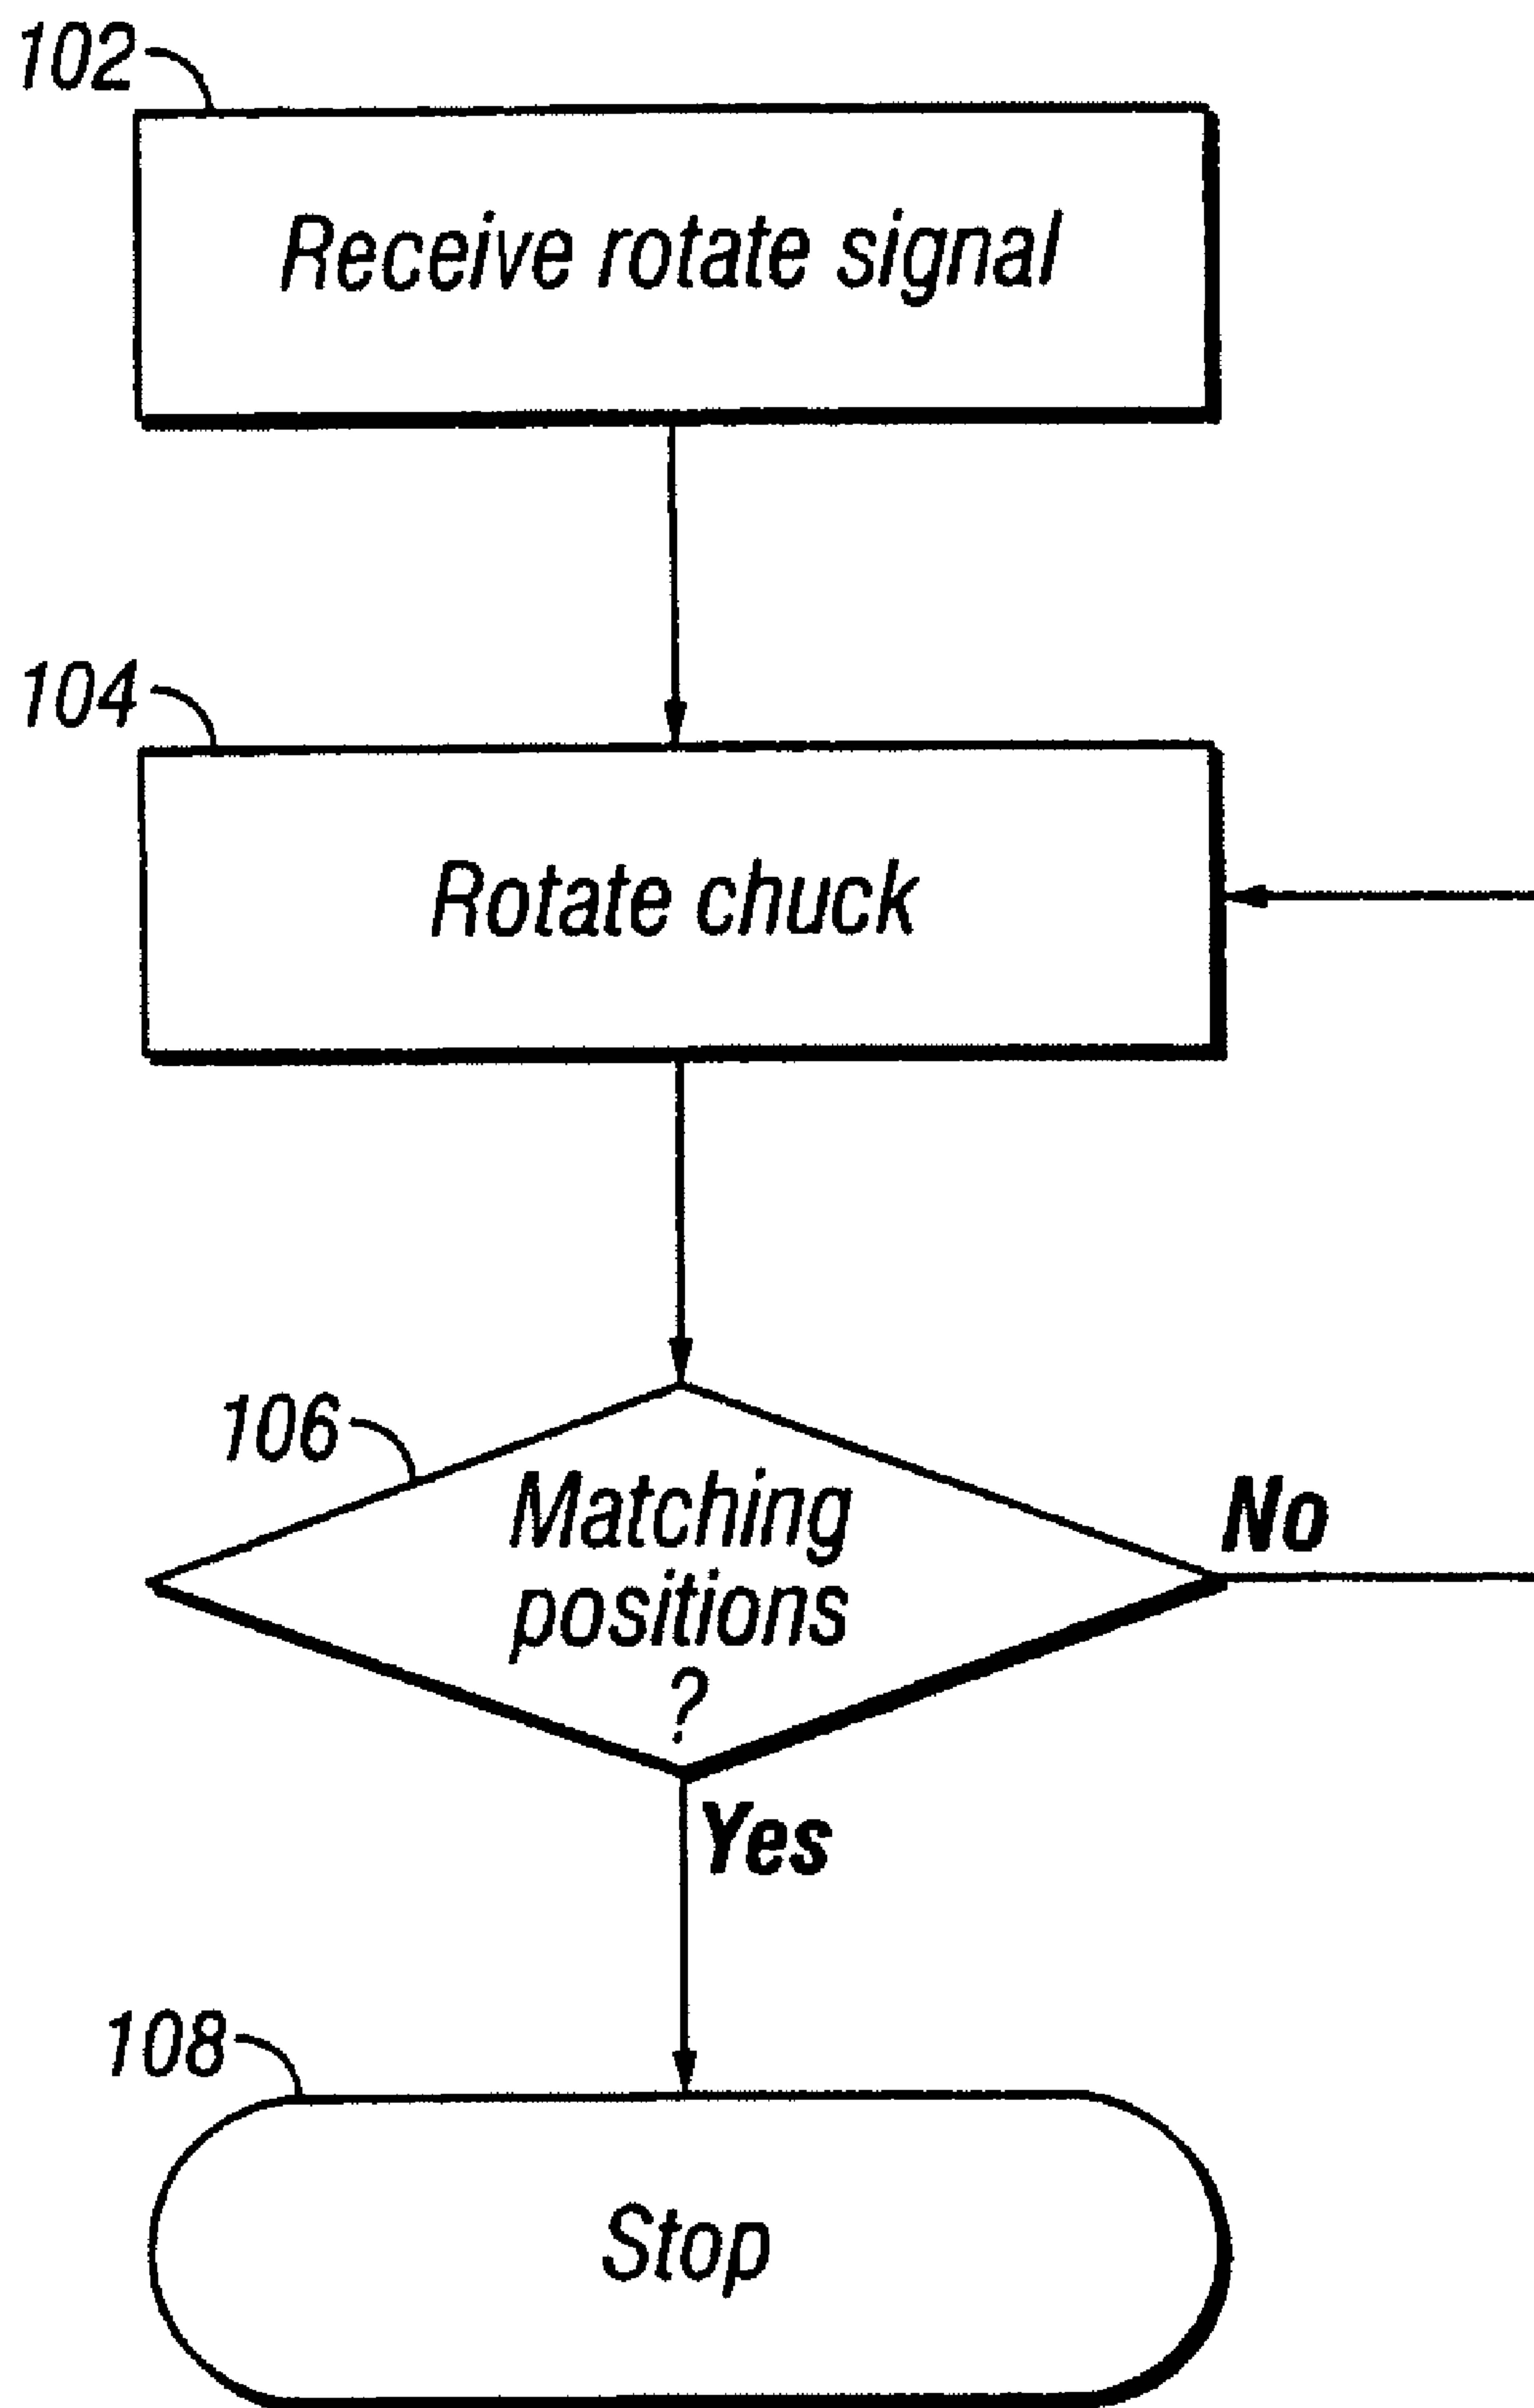 102
Receive rotate signal
104
Rotate chuck
106
Matching
positions
?
No
Yes
108
Stop